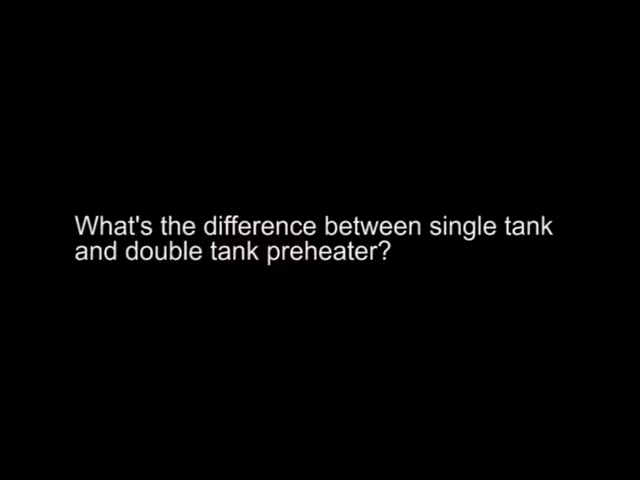 What's the difference between single tank
and double tank preheater?